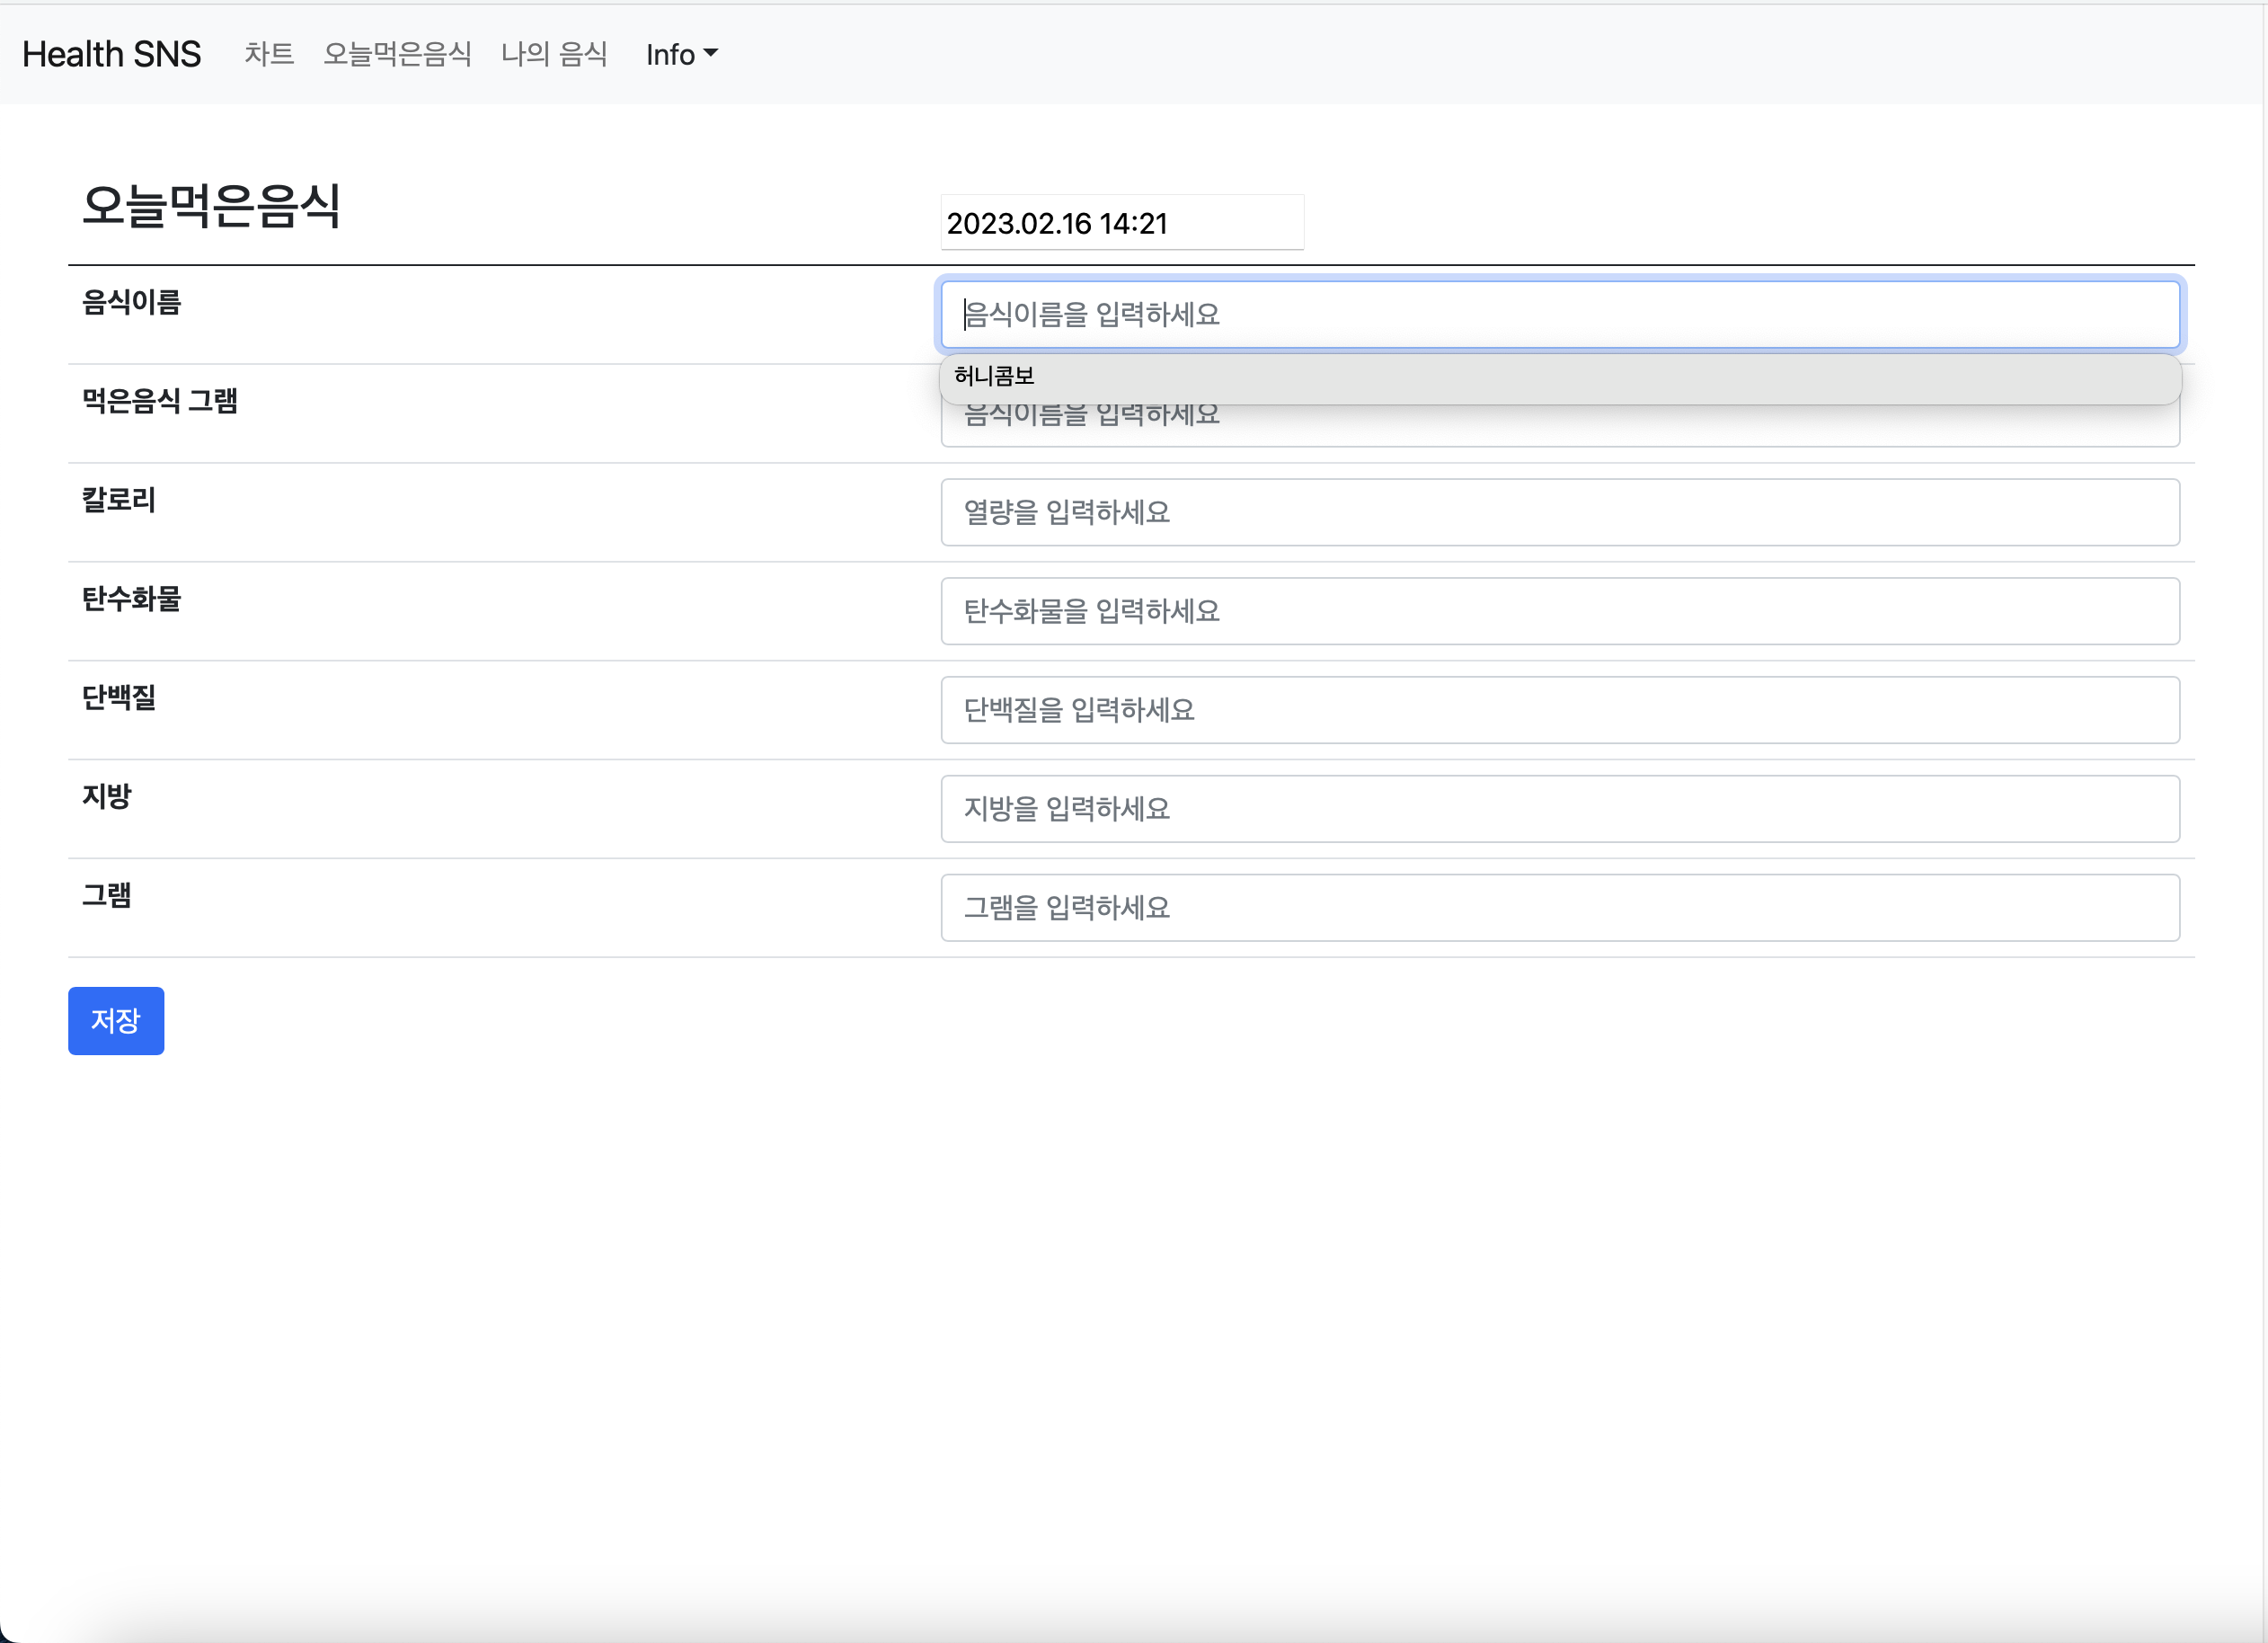 Health SNS 차트 오늘먹은음식 나의 음식 Info
오늘먹은음식 2023.02.16 14:21
음식이름 음식이름을 입력하세요
허니콤보
먹은음식 그램 음식이름을 입력하세요
칼로리 열량을 입력하세요
탄수화물 탄수화물을 입력하세요
단백질 단백질을 입력하세요
지방 지방을 입력하세요
그램 그램을 입력하세요
저장